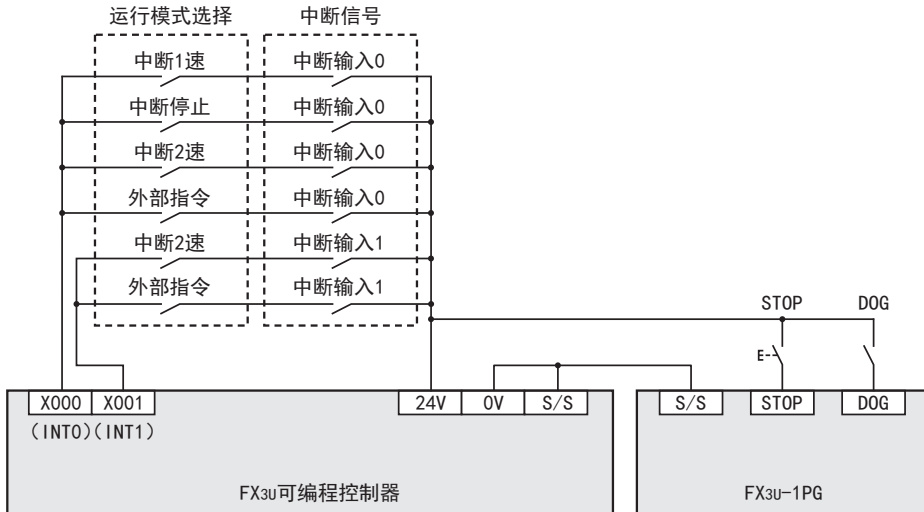 运行模式选择 中断信号
中断1速 中断输入0
中断停止 中断输入0
中断2速 中断输入0
外部指令 中断输入0
中断2速 中断输入1
外部指令 中断输入1
STOP DOG
E
X000 X001 24V 0V S/S S/S STOP DOG
(INT0)(INT1)
FX3U可编程控制器 FX3U-1PG